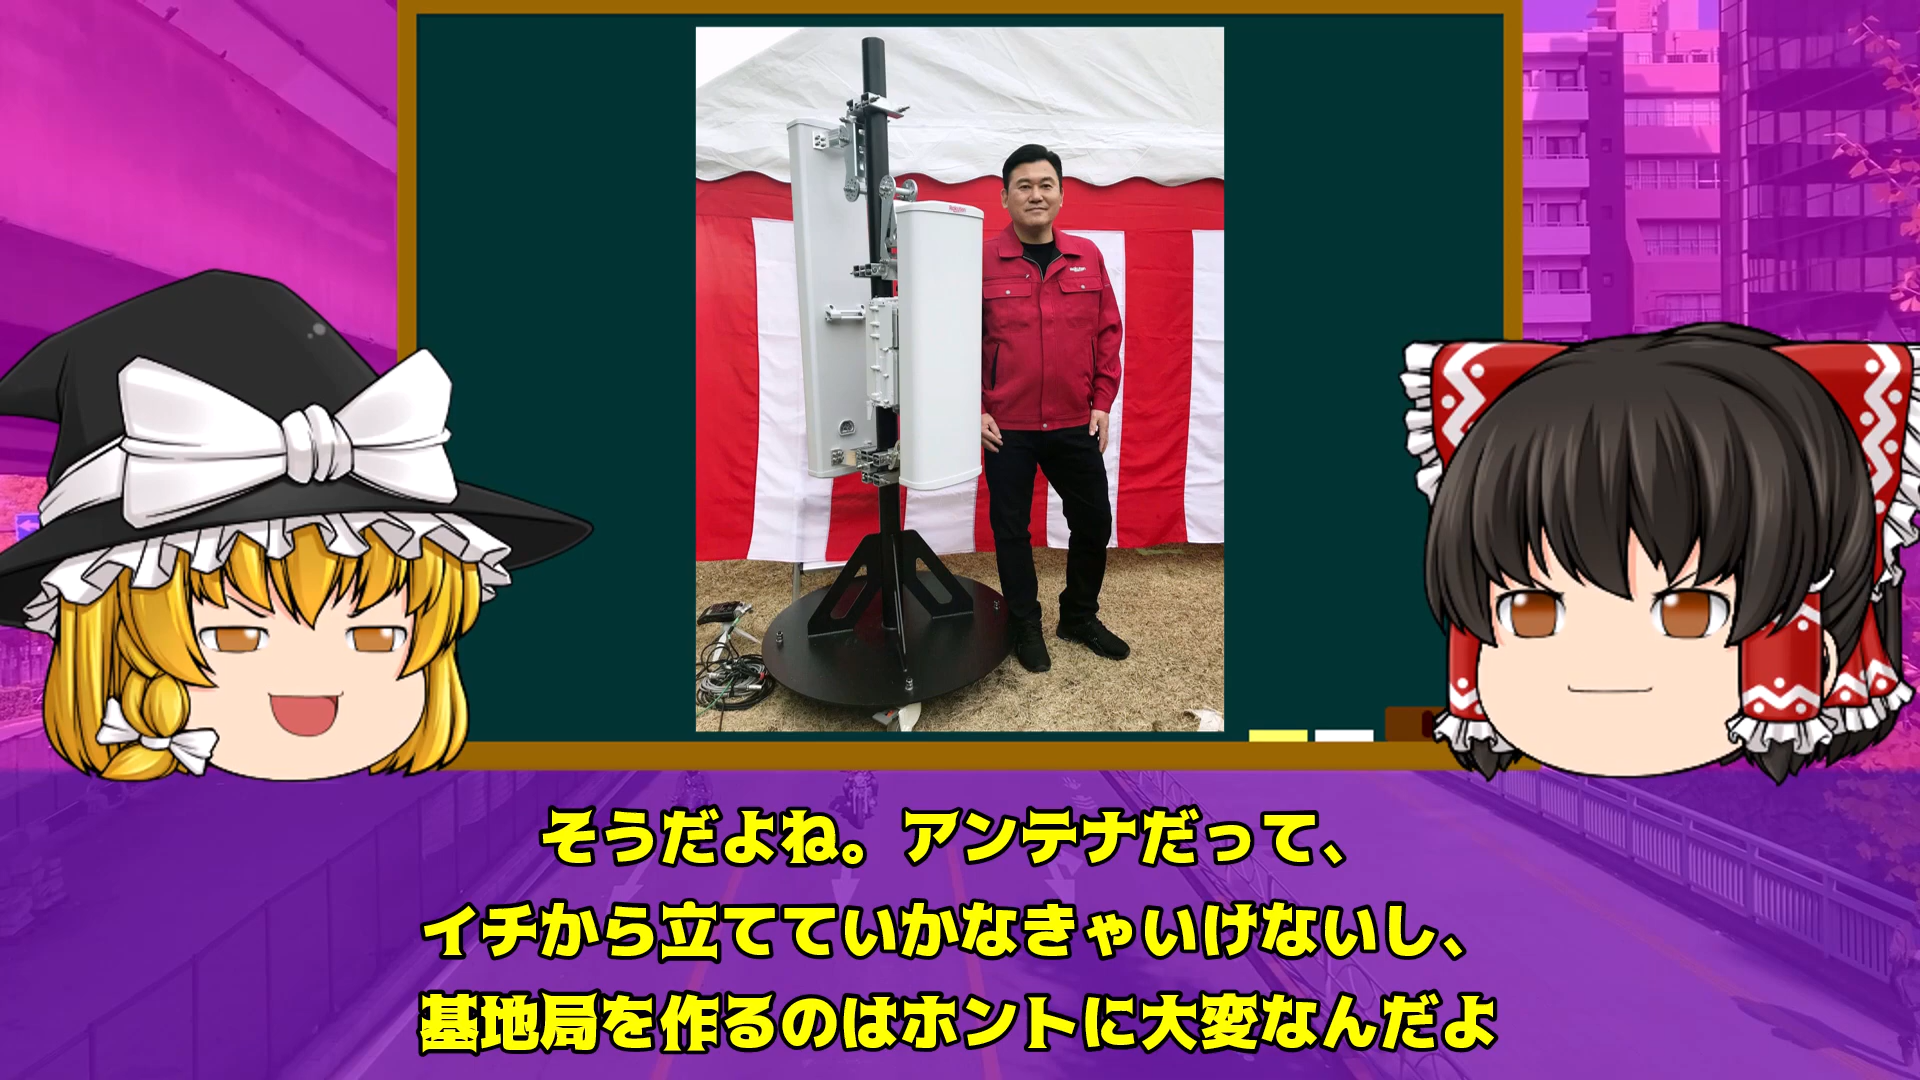 Rakuten
Rakuten
そうだよね。アンテナだって、
イチから立てていかなきゃいけないし、
基地局を作るのはホントに大変なんだよ